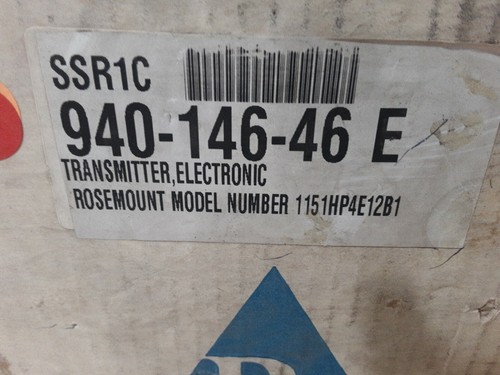 SSR1C
940-146-46 E
TRANSMITTER,ELECTRONIC
ROSEMOUNT MODEL NUMBER 1151HP4E12B1